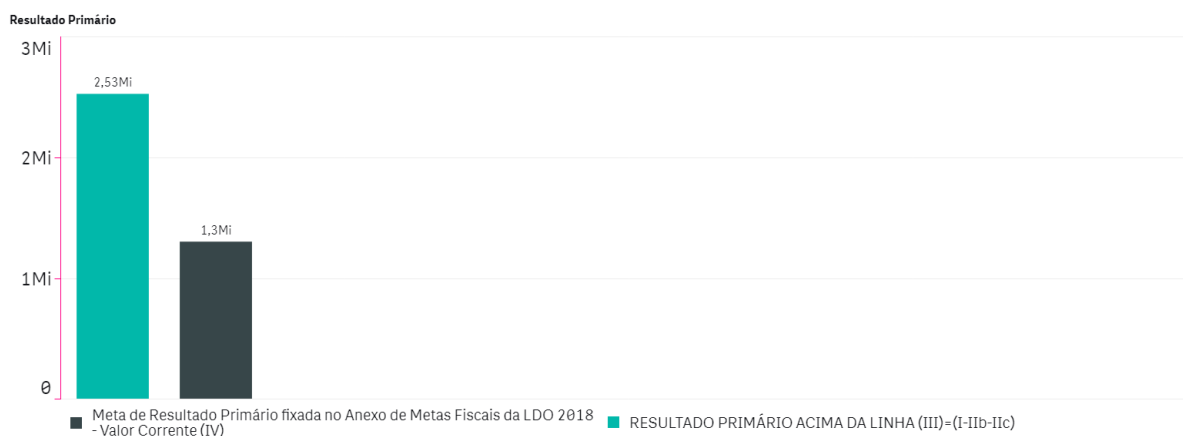 Resultado Primário
3Mi
2,53Mi
2Mi
1,3Mi
1Mi
0
Meta de Resultado Primário fixada no Anexo de Metas Fiscais da LDO 2018
- Valor Corrente (IV)
RESULTADO PRIMÁRIO ACIMA DA LINHA (III)=(I-IIb-IIc)